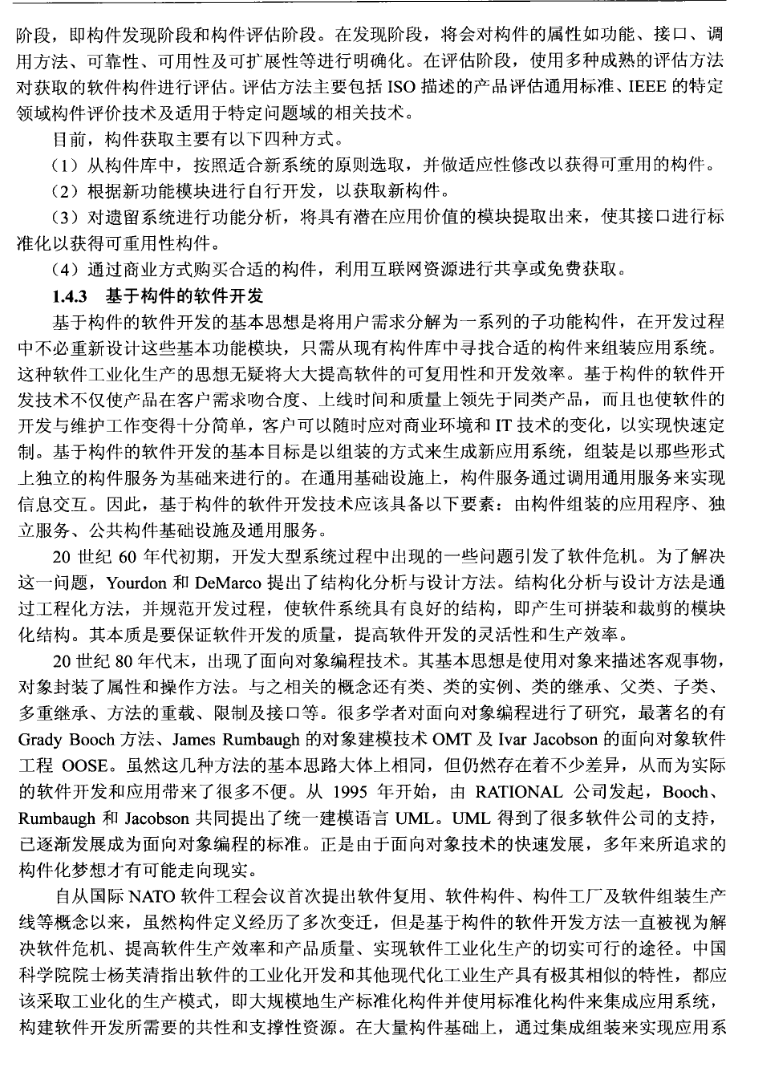 阶段，即构件发现阶段和构件评估阶段。在发现阶段，将会对构件的属性如功能、接口、调
用方法、可靠性、可用性及可扩展性等进行明确化。在评估阶段，使用多种成熟的评估方法
对获取的软件构件进行评估。评估方法主要包括 ISO 描述的产品评估通用标准、IEEE 的特定
领域构件评价技术及适用于特定问题域的相关技术。
目前，构件获取主要有以下四种方式。
（1）从构件库中，按照适合新系统的原则选取，并做适应性修改以获得可重用的构件。
（2）根据新功能模块进行自行开发，以获取新构件。
（3）对遗留系统进行功能分析，将具有潜在应用价值的模块提取出来，使其接口进行标
准化以获得可重用性构件。
（4）通过商业方式购买合适的构件，利用互联网资源进行共享或免费获取。
1.4.3 基于构件的软件开发
基于构件的软件开发的基本思想是将用户需求分解为一系列的子功能构件，在开发过程
中不必重新设计这些基本功能模块，只需从现有构件库中寻找合适的构件来组装应用系统。
这种软件工业化生产的思想无疑将大大提高软件的可复用性和开发效率。基于构件的软件开
发技术不仅使产品在客户需求吻合度、上线时间和质量上领先于同类产品，而且也使软件的
开发与维护工作变得十分简单，客户可以随时应对商业环境和 IT 技术的变化，以实现快速定
制。基于构件的软件开发的基本目标是以组装的方式来生成新应用系统，组装是以那些形式
上独立的构件服务为基础来进行的。在通用基础设施上，构件服务通过调用通用服务来实现
信息交互。因此，基于构件的软件开发技术应该具备以下要素：由构件组装的应用程序、独
立服务、公共构件基础设施及通用服务。
20 世纪 60 年代初期，开发大型系统过程中出现的一些问题引发了软件危机。为了解决
这一问题，Yourdon 和 DeMarco 提出了结构化分析与设计方法。结构化分析与设计方法是通
过工程化方法，并规范开发过程，使软件系统具有良好的结构，即产生可拼装和裁剪的模块
化结构。其本质是要保证软件开发的质量，提高软件开发的灵活性和生产效率。
20 世纪 80 年代末，出现了面向对象编程技术。其基本思想是使用对象来描述客观事物，
对象封装了属性和操作方法。与之相关的概念还有类、类的实例、类的继承、父类、子类、
多重继承、方法的重载、限制及接口等。很多学者对面向对象编程进行了研究，最著名的有
Grady Booch 方法、James Rumbaugh 的对象建模技术 OMT 及 Ivar Jacobson 的面向对象软件
工程 OOSE。虽然这几种方法的基本思路大体上相同，但仍然存在着不少差异，从而为实际
的软件开发和应用带来了很多不便。从 1995 年开始，由 RATIONAL 公司发起，Booch、
Rumbaugh 和 Jacobson 共同提出了统一建模语言 UML。UML 得到了很多软件公司的支持，
已逐渐发展成为面向对象编程的标准。正是由于面向对象技术的快速发展，多年来所追求的
构件化梦想才有可能走向现实。
自从国际 NATO 软件工程会议首次提出软件复用、软件构件、构件工厂及软件组装生产
线等概念以来，虽然构件定义经历了多次变迁，但是基于构件的软件开发方法一直被视为解
决软件危机、提高软件生产效率和产品质量、实现软件工业化生产的切实可行的途径。中国
科学院院士杨芙清指出软件的工业化开发和其他现代化工业生产具有极其相似的特性，都应
该采取工业化的生产模式，即大规模地生产标准化构件并使用标准化构件来集成应用系统，
构建软件开发所需要的共性和支撑性资源。在大量构件基础上，通过集成组装来实现应用系